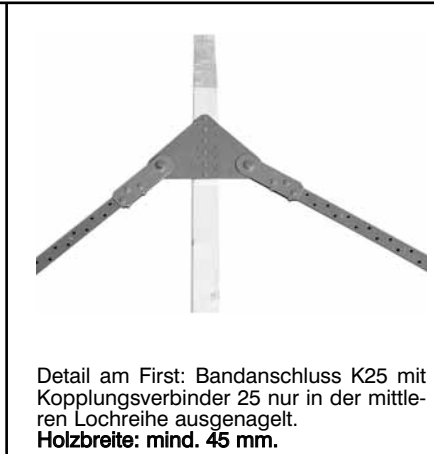 Detail am First: Bandanschluss K25 mit
Kopplungsverbinder 25 nur in der mittle-
ren Lochreihe ausgenagelt.
Holzbreite: mind. 45 mm.